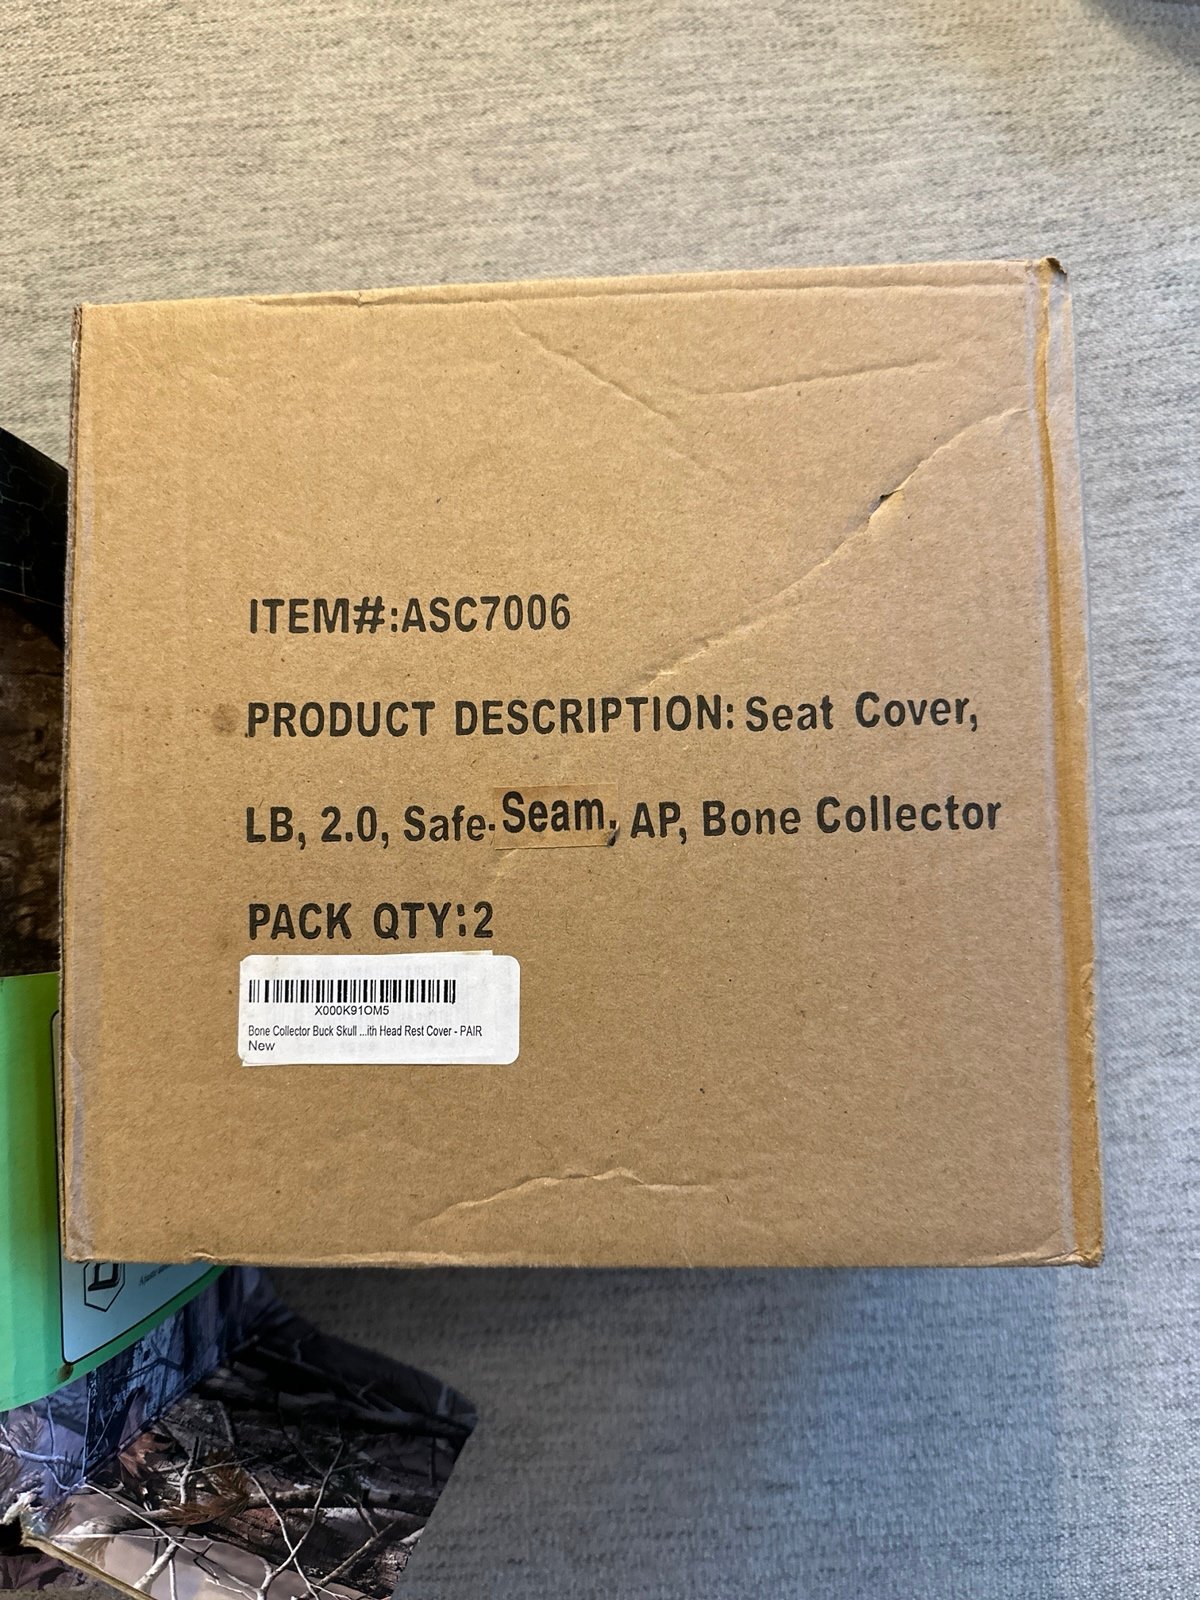 ITEM#:ASC7006
PRODUCT DESCRIPTION: Seat Cover,
LB, 2.0, Safe-Seam, AP, Bone Collector
PACK QTY:2
X000K91OM5
Bone Collector Buck Skull ...ith Head Rest Cover - PAIR
New